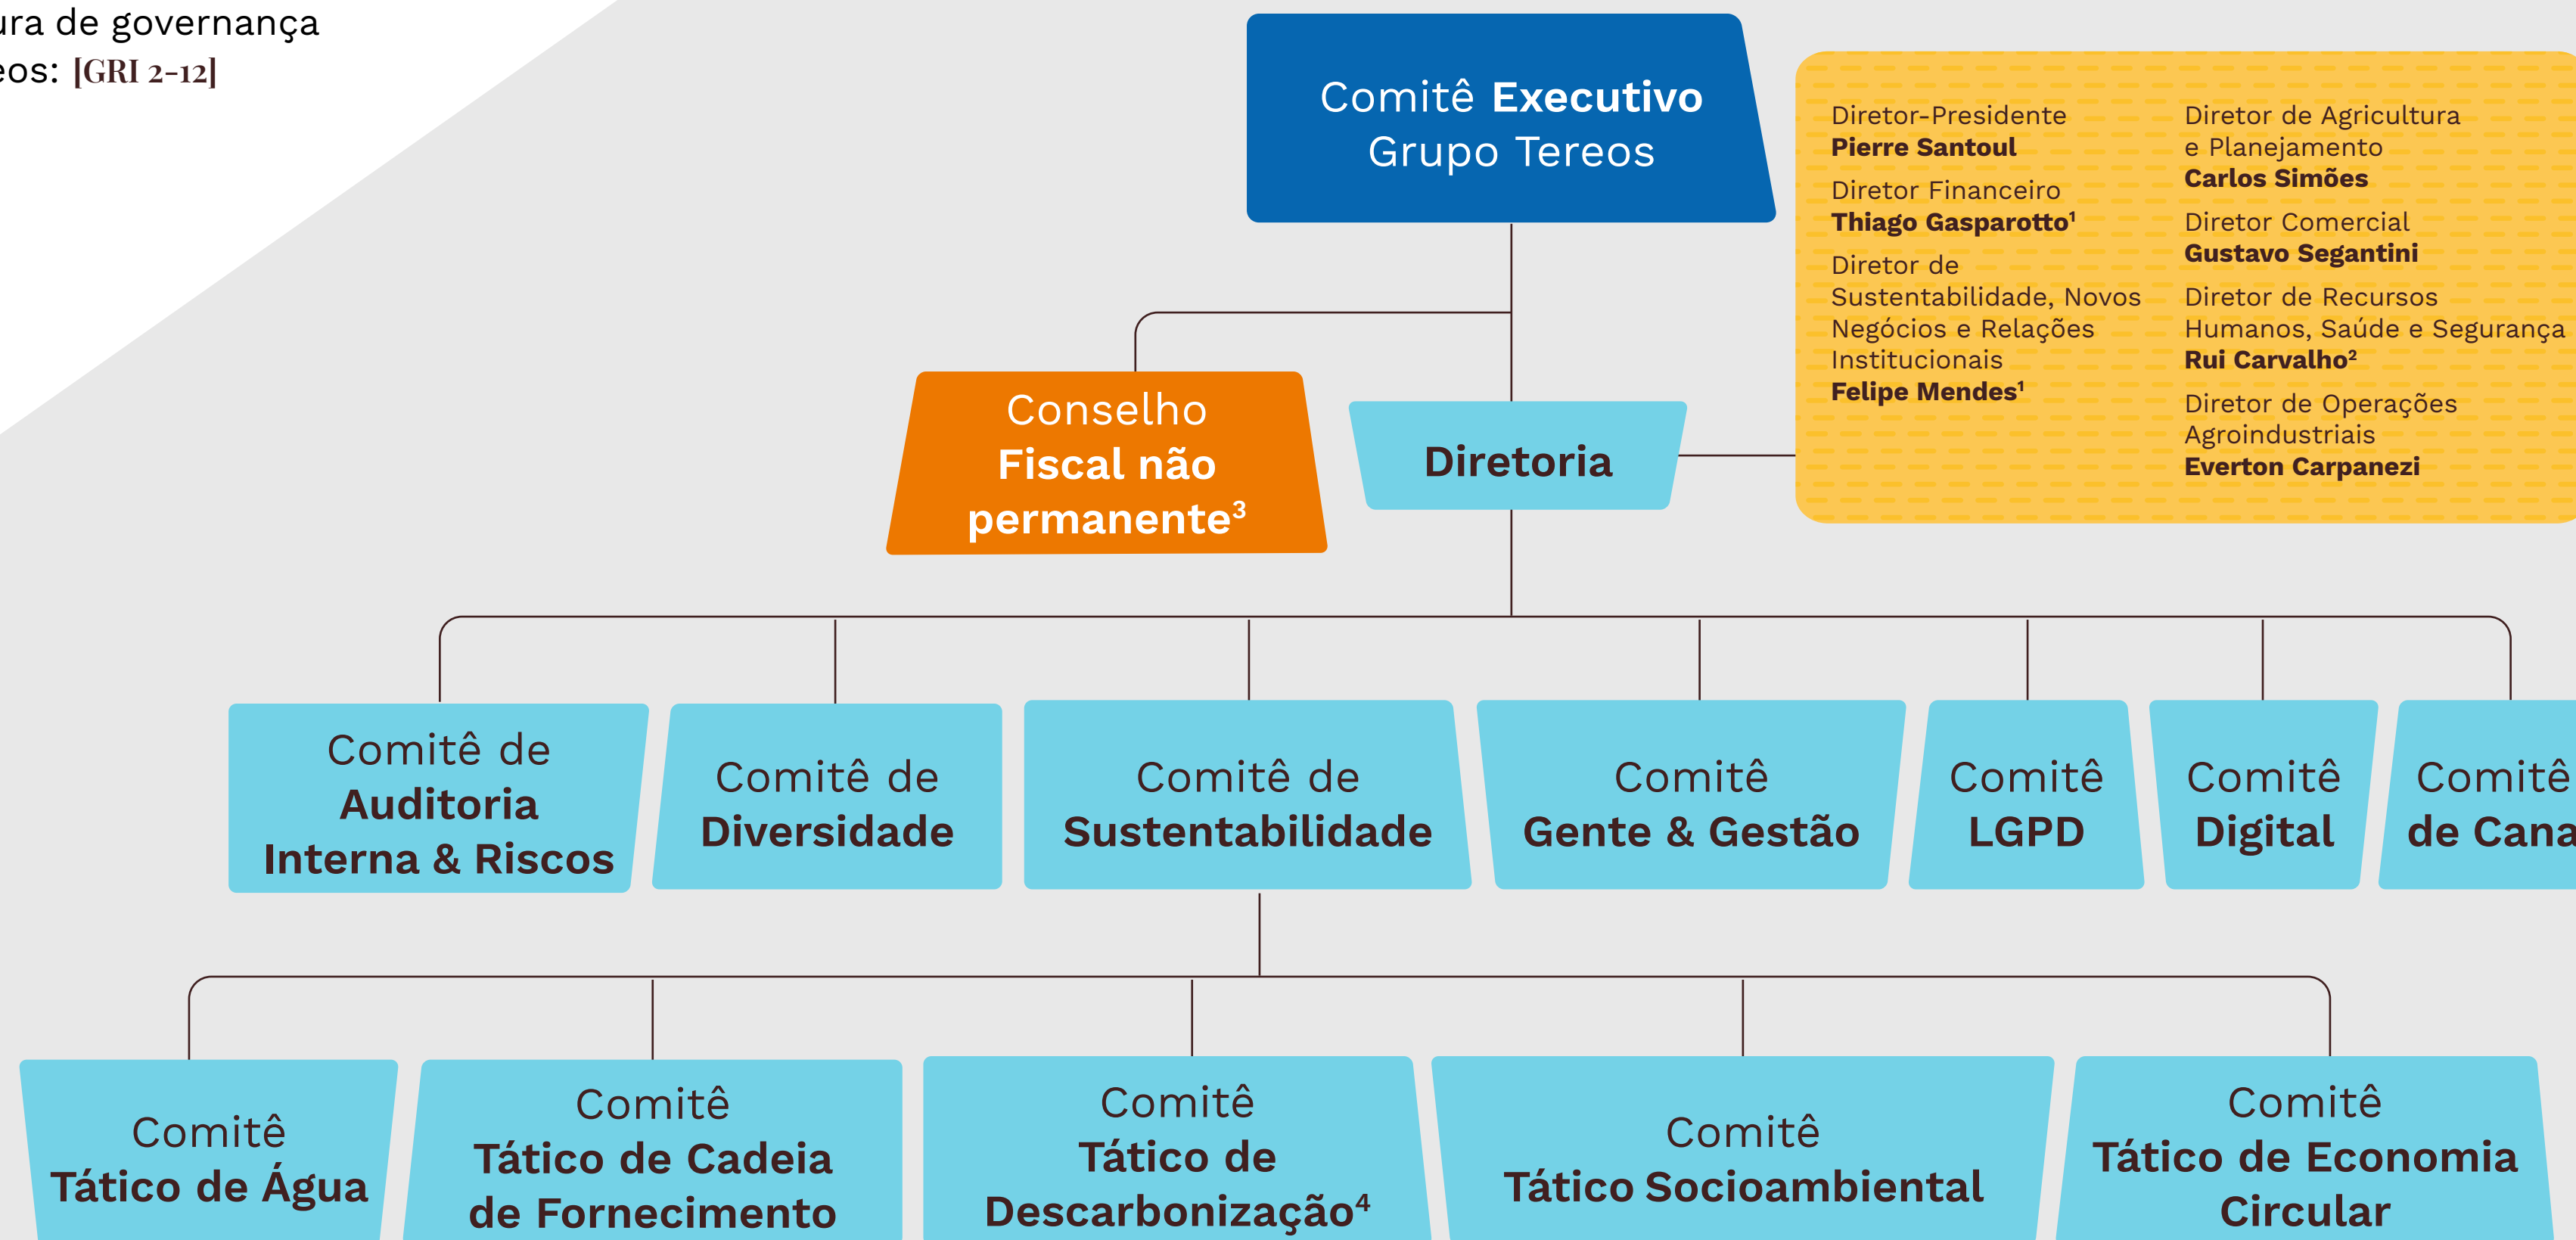 ura de governança
eos: [GRI 2-12]
Comitê Executivo
Grupo Tereos
Diretor-Presidente
Pierre Santoul
Diretor Financeiro
Thiago Gasparotto¹
Diretor de
Sustentabilidade, Novos
Negócios e Relações
Institucionais
Felipe Mendes¹
Diretor de Agricultura
e Planejamento
Carlos Simões
Diretor Comercial
Gustavo Segantini
Diretor de Recursos
Humanos, Saúde e Segurança
Rui Carvalho²
Diretor de Operações
Agroindustriais
Everton Carpanezi
Conselho
Fiscal não
permanente³
Diretoria
Comitê de
Auditoria
Interna & Riscos
Comitê de
Diversidade
Comitê de
Sustentabilidade
Comitê
Gente & Gestão
Comitê
LGPD
Comitê
Digital
Comitê
de Cana
Comitê
Tático de Água
Comitê
Tático de Cadeia
de Fornecimento
Comitê
Tático de
Descarbonização⁴
Comitê
Tático Socioambiental
Comitê
Tático de Economia
Circular